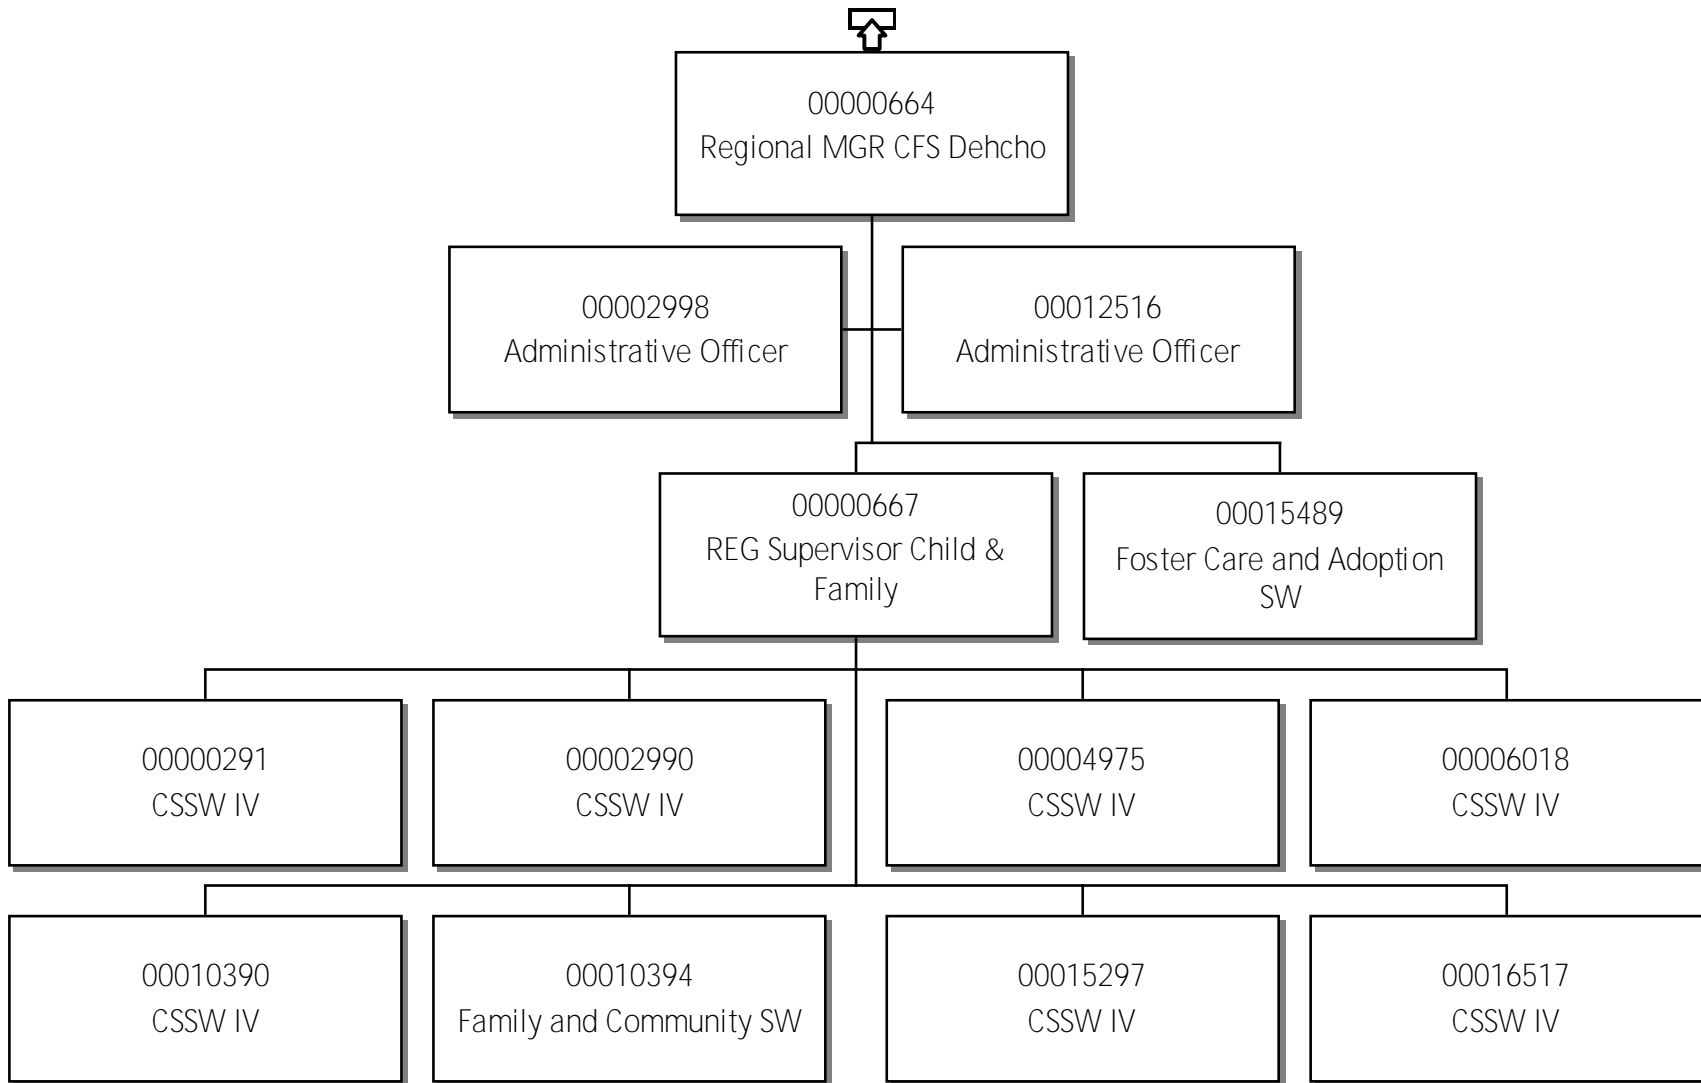 00000664
Regional MGR CFS Dehcho
00002998
Administrative Officer
00012516
Administrative Officer
00000667
REG Supervisor Child &
Family
00015489
Foster Care and Adoption
SW
00000291
CSSW IV
00002990
CSSW IV
00004975
CSSW IV
00006018
CSSW IV
00010390
CSSW IV
00010394
Family and Community SW
00015297
CSSW IV
00016517
CSSW IV